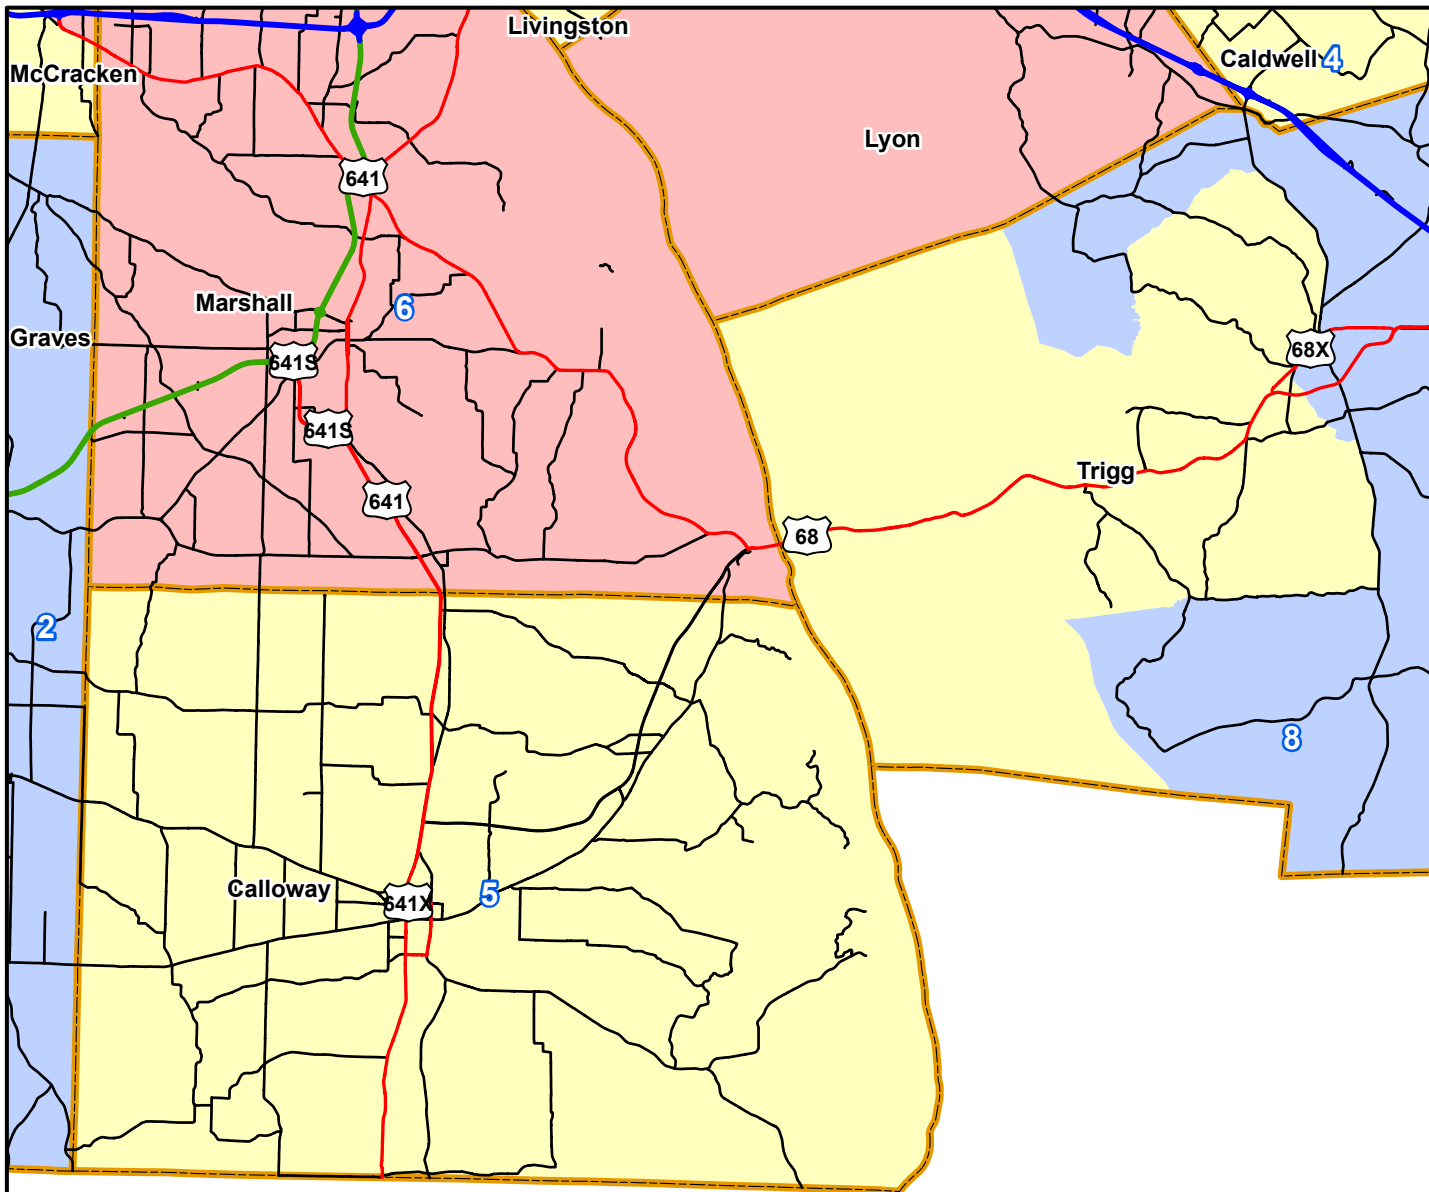 Livingston
Caldwell 4
McCracken
Lyon
641
Marshall
6
Graves
641S
68X
641S
Trigg
641
68
2
8
Calloway
641X
5